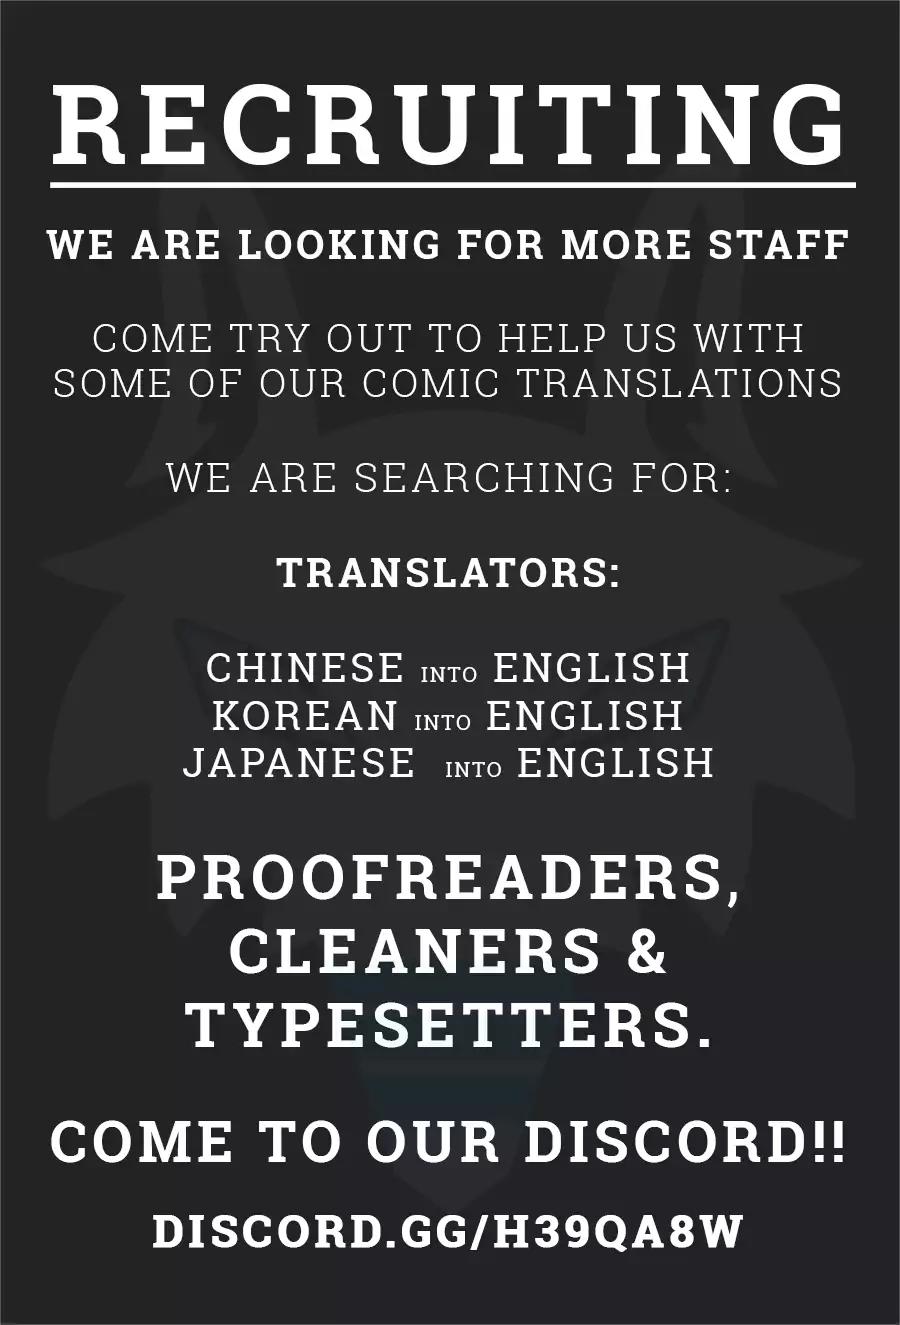 RECRUITING
WE ARE LOOKING FOR MORE STAFF
COME TRY OUT TO HELP US WITH
SOME OF OUR COMIC TRANSLATIONS
WE ARE SEARCHING FOR:
TRANSLATORS:
CHINESE INTO ENGLISH
KOREAN INTO ENGLISH
JAPANESE INTO ENGLISH
PROOFREADERS,
CLEANERS &
TYPESETTERS.
COME TO OUR DISCORD!!
DISCORD.GG/H39QA8W